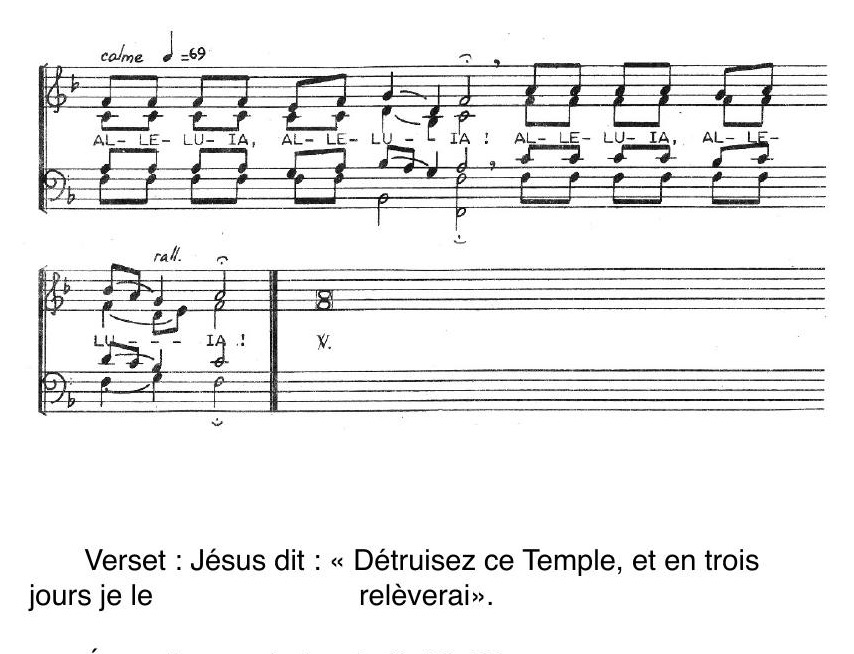 calme ♩=69
AL- LE- LU- IA, AL- LE- LU - - IA ! AL- LE- LU- IA, AL- LE-
rall.
LU - - - IA !
℣.
Verset : Jésus dit : « Détruisez ce Temple, et en trois
jours je le relèverai».